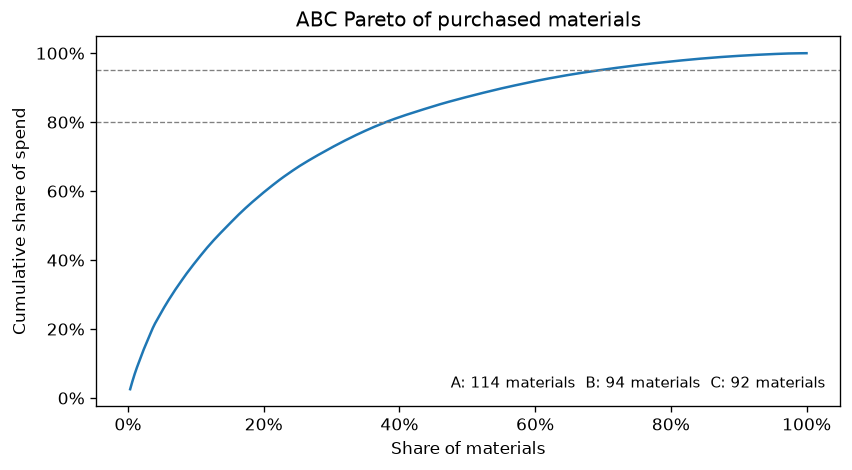 ABC Pareto of purchased materials
100%
80%
60%
40%
20%
0%
Cumulative share of spend
A: 114 materials  B: 94 materials  C: 92 materials
0%  20%  40%  60%  80%  100%
Share of materials